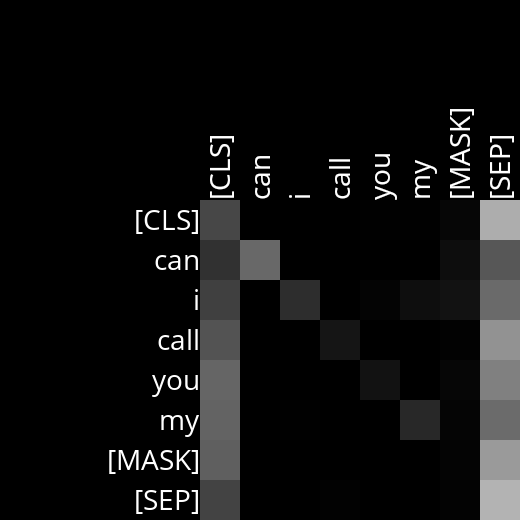 [CLS] can i call you my [MASK] [SEP]
[CLS]
can
i
call
you
my
[MASK]
[SEP]